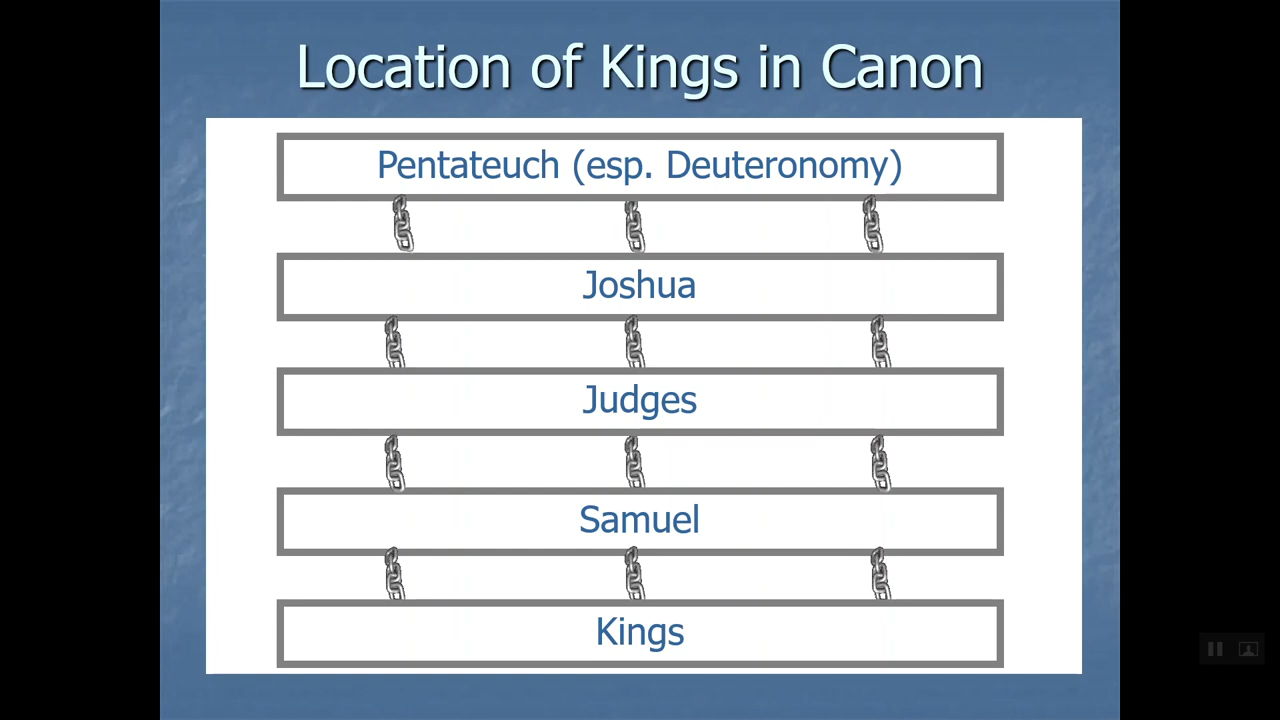 Location of Kings in Canon
Pentateuch (esp. Deuteronomy)
Joshua
Judges
Samuel
Kings